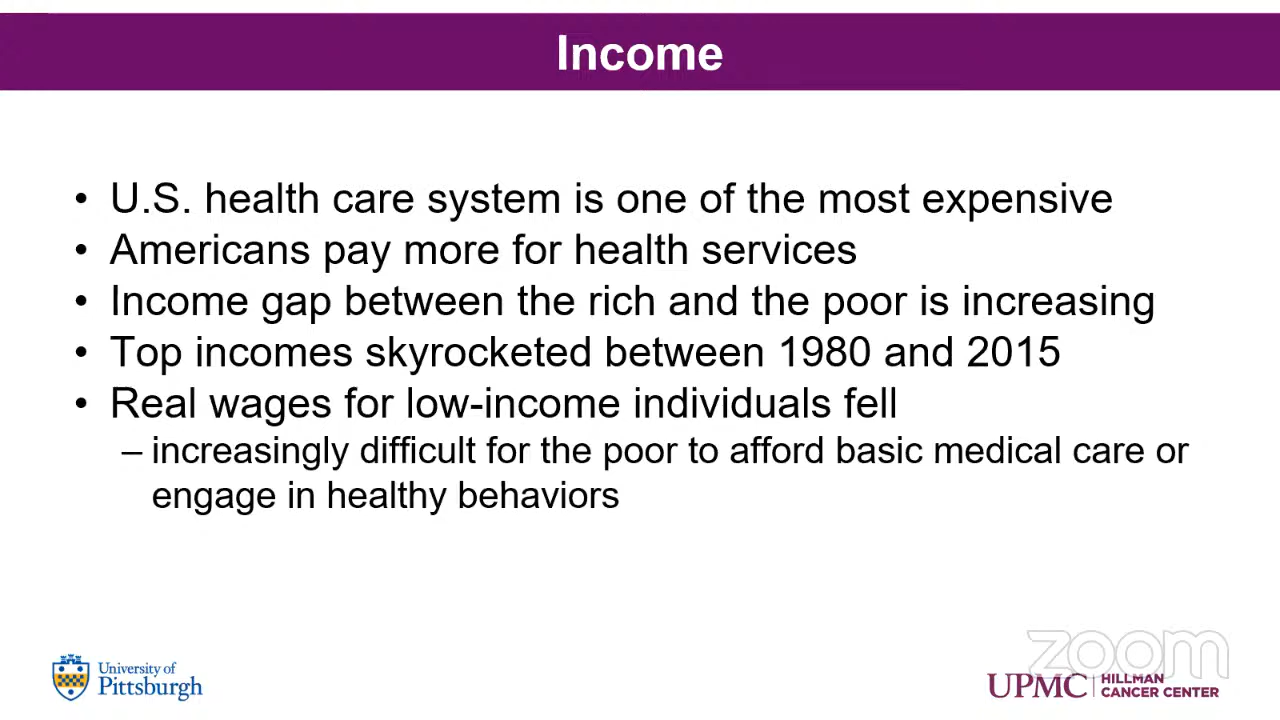 Income
• U.S. health care system is one of the most expensive
• Americans pay more for health services
• Income gap between the rich and the poor is increasing
• Top incomes skyrocketed between 1980 and 2015
• Real wages for low-income individuals fell
– increasingly difficult for the poor to afford basic medical care or
engage in healthy behaviors
University of
Pittsburgh
zoom
UPMC | HILLMAN
CANCER CENTER